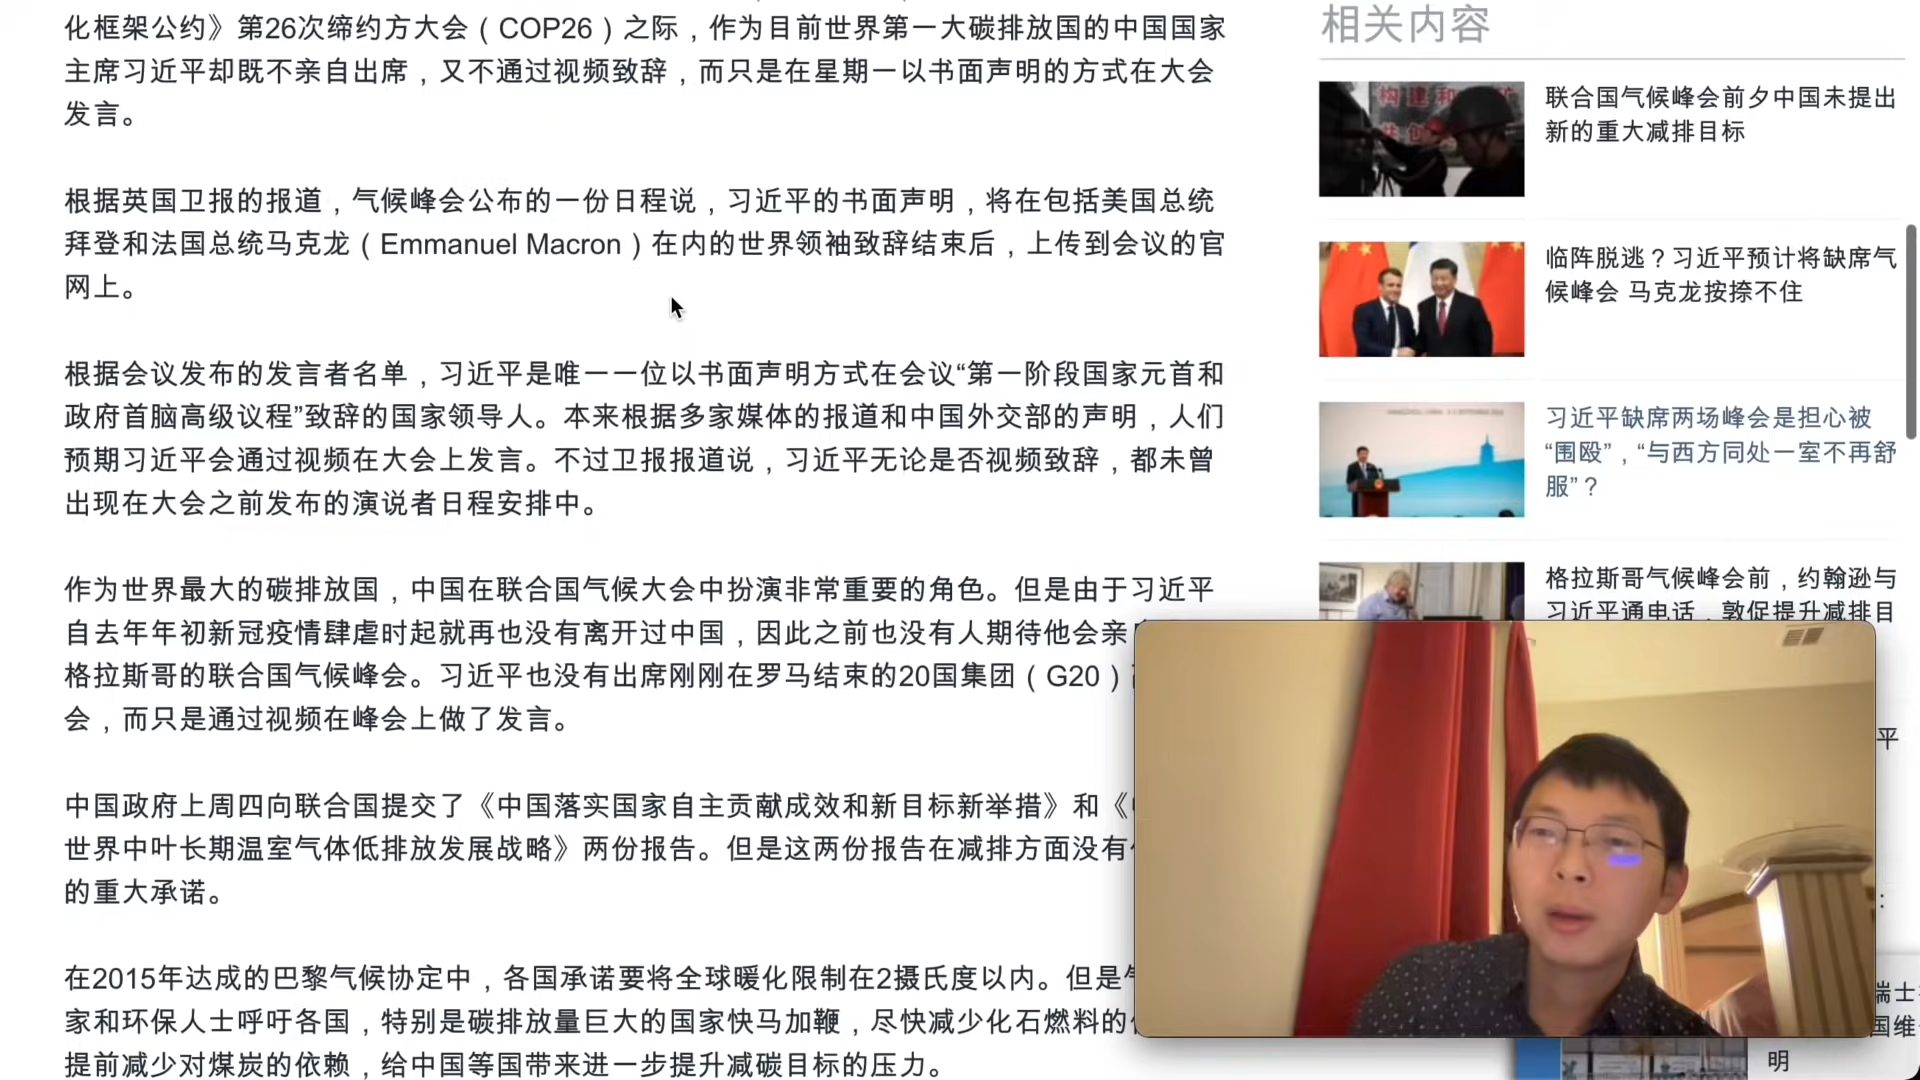 化框架公约》第26次缔约方大会（COP26）之际，作为目前世界第一大碳排放国的中国国家
主席习近平却既不亲自出席，又不通过视频致辞，而只是在星期一以书面声明的方式在大会
发言。
根据英国卫报的报道，气候峰会公布的一份日程说，习近平的书面声明，将在包括美国总统
拜登和法国总统马克龙（Emmanuel Macron）在内的世界领袖致辞结束后，上传到会议的官
网上。
根据会议发布的发言者名单，习近平是唯一一位以书面声明方式在会议“第一阶段国家元首和
政府首脑高级议程”致辞的国家领导人。本来根据多家媒体的报道和中国外交部的声明，人们
预期习近平会通过视频在大会上发言。不过卫报报道说，习近平无论是否视频致辞，都未曾
出现在大会之前发布的演说者日程安排中。
作为世界最大的碳排放国，中国在联合国气候大会中扮演非常重要的角色。但是由于习近平
自去年年初新冠疫情肆虐时起就再也没有离开过中国，因此之前也没有人期待他会亲
格拉斯哥的联合国气候峰会。习近平也没有出席刚刚在罗马结束的20国集团（G20）
会，而只是通过视频在峰会上做了发言。
中国政府上周四向联合国提交了《中国落实国家自主贡献成效和新目标新举措》和《
世界中叶长期温室气体低排放发展战略》两份报告。但是这两份报告在减排方面没有
的重大承诺。
在2015年达成的巴黎气候协定中，各国承诺要将全球暖化限制在2摄氏度以内。但是
家和环保人士呼吁各国，特别是碳排放量巨大的国家快马加鞭，尽快减少化石燃料的
提前减少对煤炭的依赖，给中国等国带来进一步提升减碳目标的压力。
相关内容
构建和
联合国气候峰会前夕中国未提出
新的重大减排目标
临阵脱逃？习近平预计将缺席气
候峰会 马克龙按捺不住
习近平缺席两场峰会是担心被
“围殴”，“与西方同处一室不再舒
服”？
格拉斯哥气候峰会前，约翰逊与
习近平通电话，敦促提升减排目
平
：
瑞士
国维
明